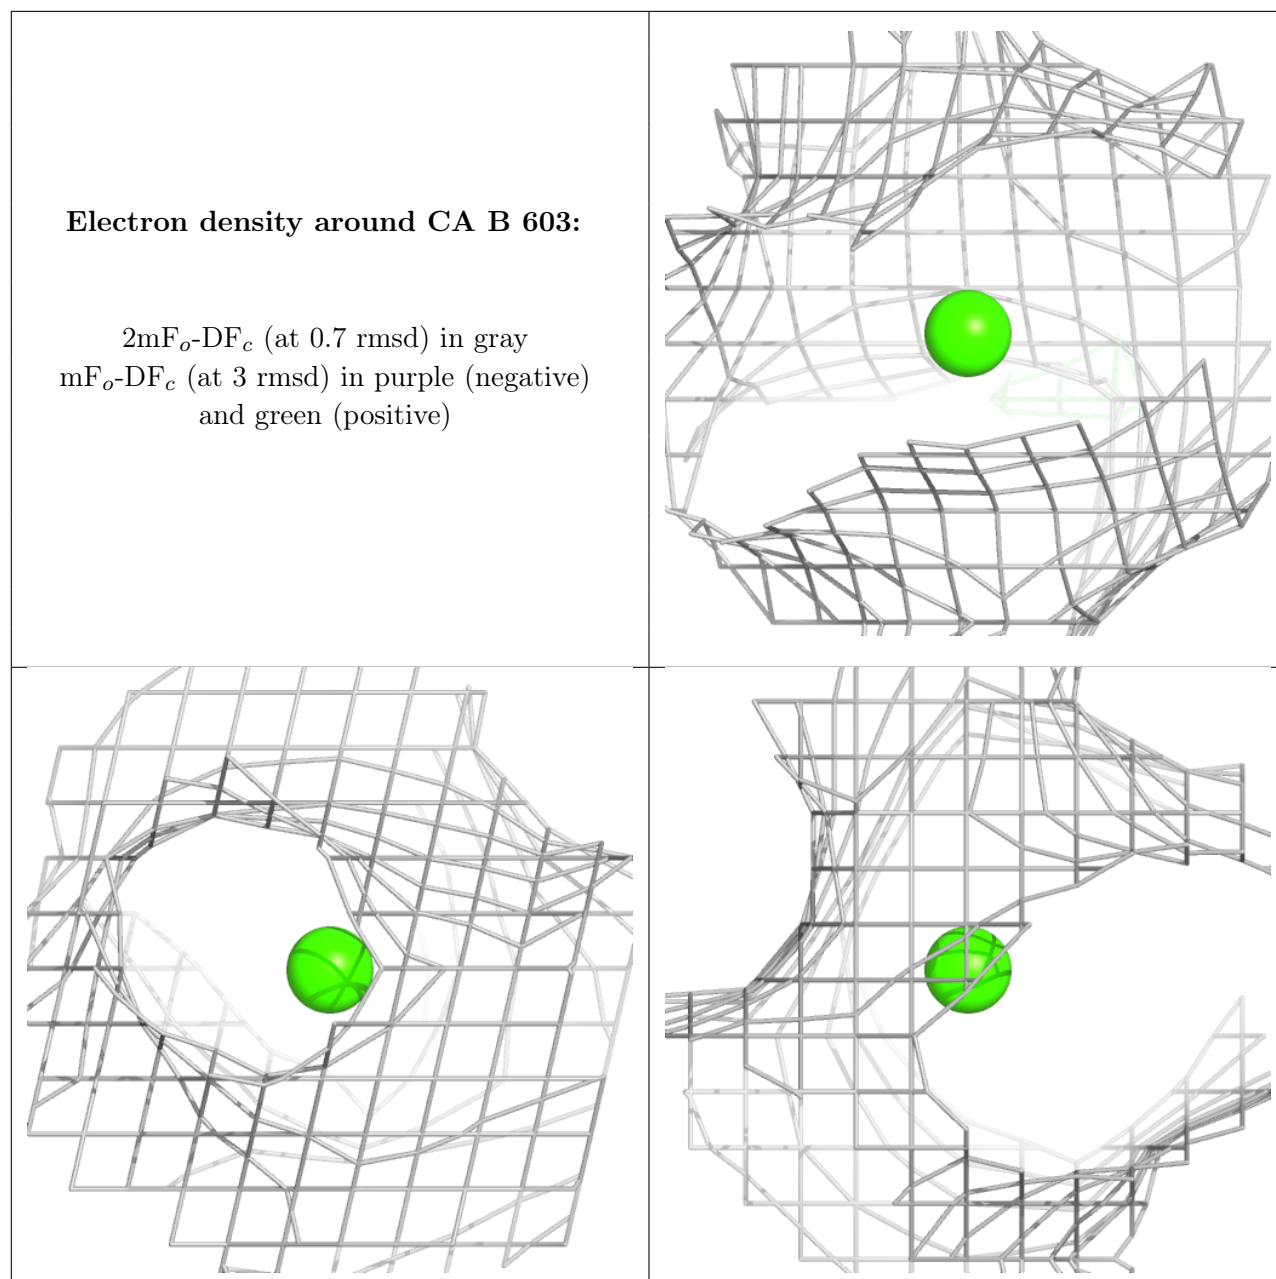 Electron density around CA B 603:
2mFo-DFc (at 0.7 rmsd) in gray
mFo-DFc (at 3 rmsd) in purple (negative)
and green (positive)